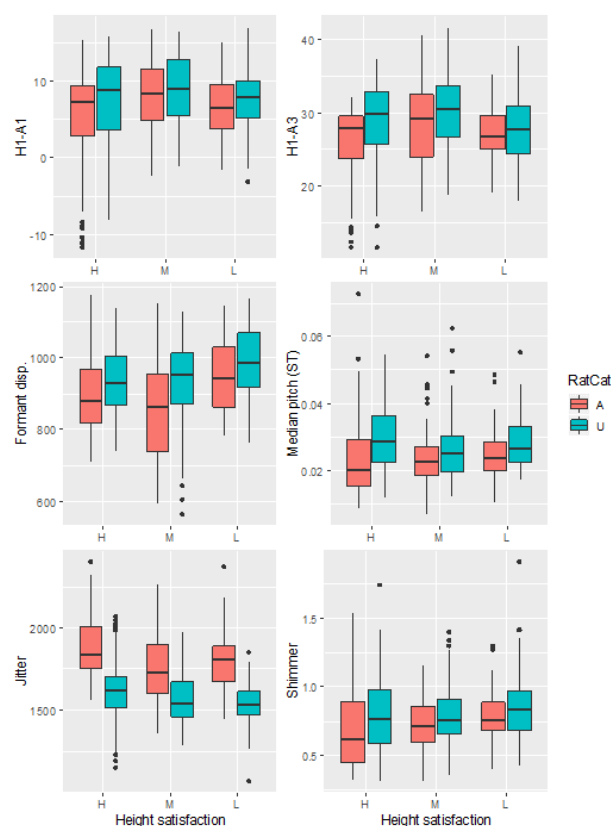 H1-A1
10
0
-10
H M L
H1-A3
40
30
20
H M L
Formant disp.
1200
1000
800
600
H M L
Median pitch (ST)
0.06
0.04
0.02
H M L
RatCat
A
U
Jitter
2000
1500
H M L
Height satisfaction
Shimmer
1.5
1.0
0.5
H M L
Height satisfaction